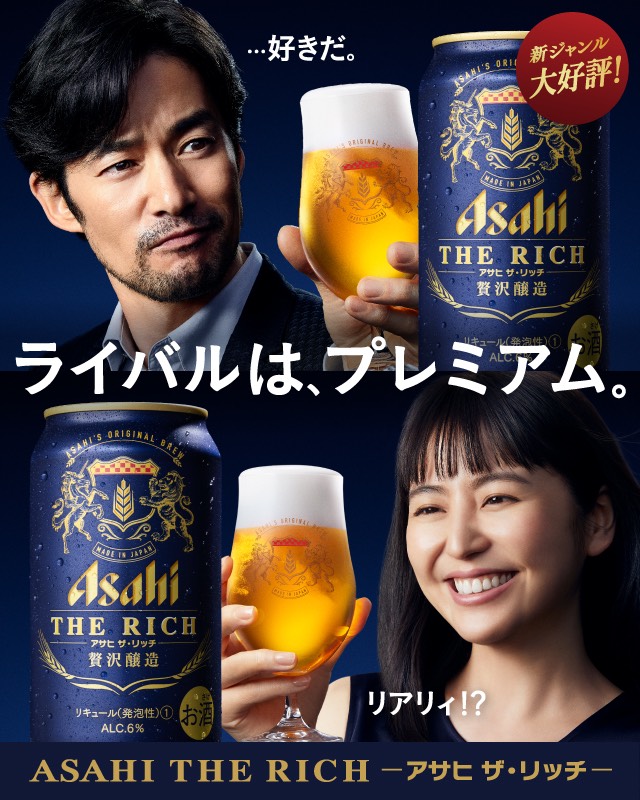 …好きだ。
新ジャンル
大好評!
ASAHI'S ORIGINAL BREW
MADE IN JAPAN
Asahi
THE RICH
アサヒ ザ・リッチ
贅沢醸造
リキュール(発泡性)①
ALC.6%
お酒
ライバルは、プレミアム。
ASAHI'S ORIGINAL BREW
MADE IN JAPAN
Asahi
THE RICH
アサヒ ザ・リッチ
贅沢醸造
リキュール(発泡性)①
ALC.6%
お酒
リアリィ!?
ASAHI THE RICH ―アサヒ ザ・リッチ―